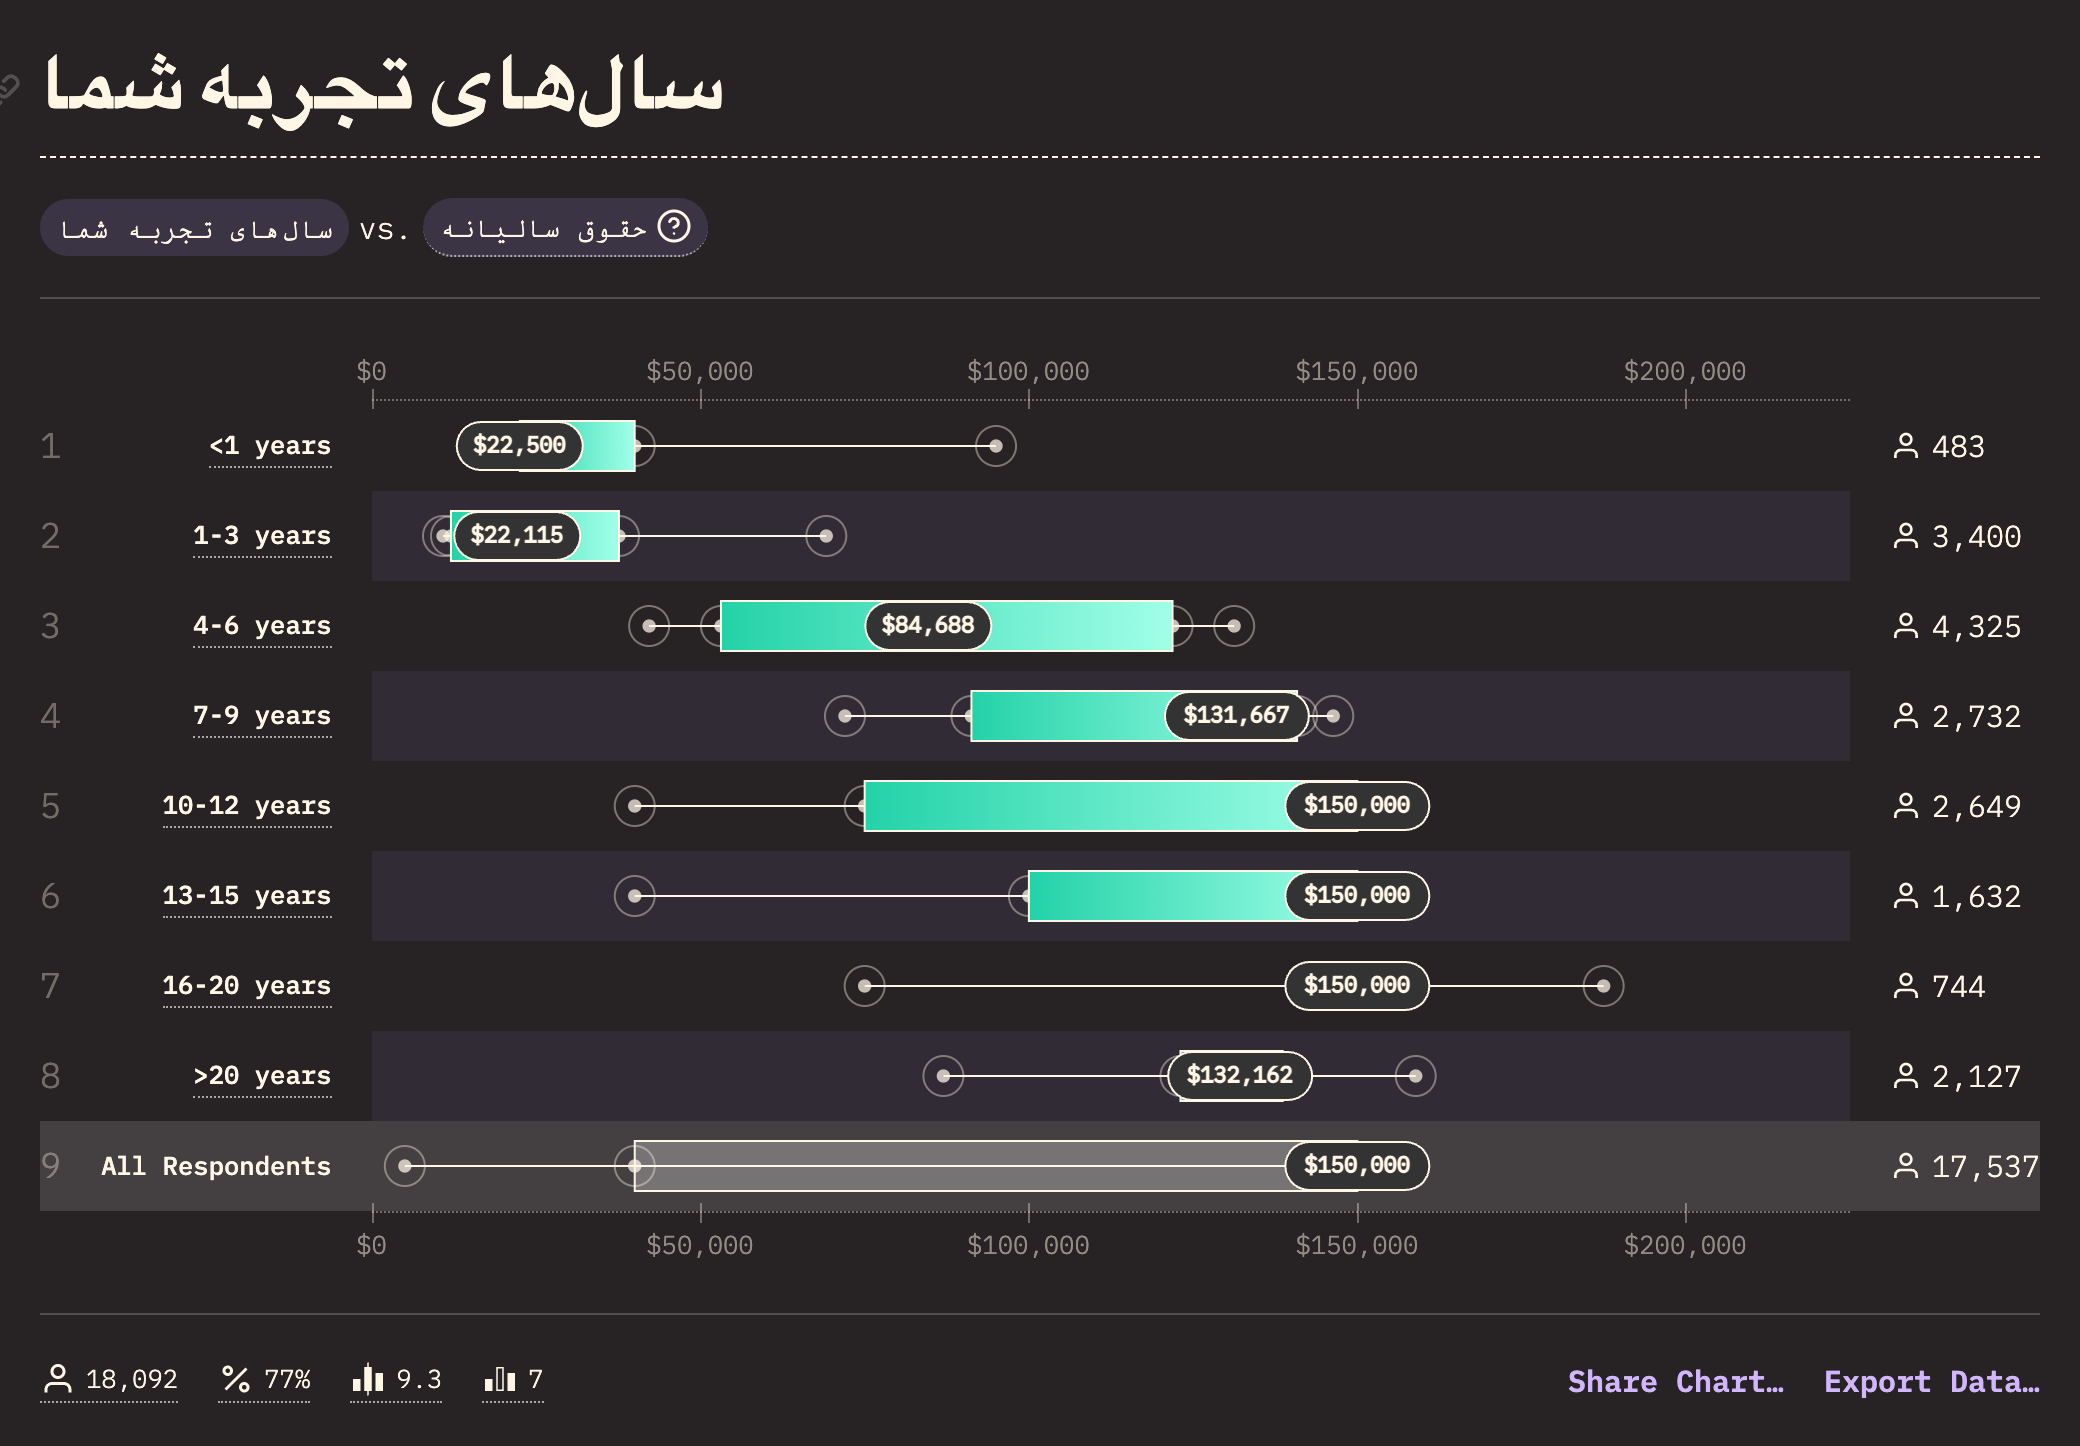 سال‌های تجربه شما
سال‌های تجربه شما vs. حقوق سالیانه
$0 $50,000 $100,000 $150,000 $200,000
1 <1 years $22,500 483
2 1-3 years $22,115 3,400
3 4-6 years $84,688 4,325
4 7-9 years $131,667 2,732
5 10-12 years $150,000 2,649
6 13-15 years $150,000 1,632
7 16-20 years $150,000 744
8 >20 years $132,162 2,127
9 All Respondents $150,000 17,537
$0 $50,000 $100,000 $150,000 $200,000
18,092 77% 9.3 7 Share Chart… Export Data…